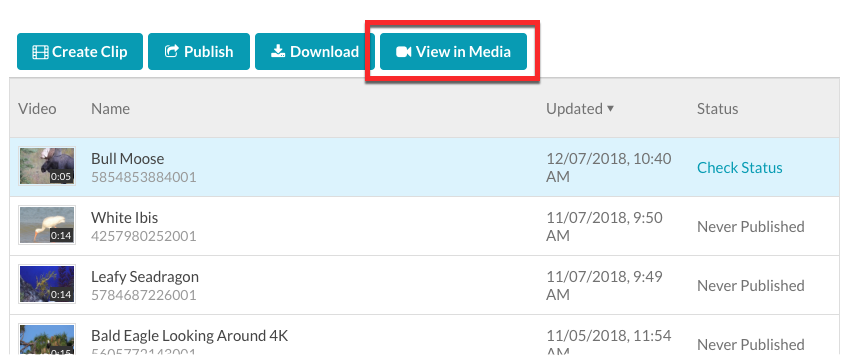 Create Clip Publish Download View in Media
Video Name Updated ▼ Status
0:05 Bull Moose 12/07/2018, 10:40 Check Status
5854853884001 AM
0:14 White Ibis 11/07/2018, 9:50 Never Published
4257980252001 AM
0:14 Leafy Seadragon 11/07/2018, 9:49 Never Published
5784687226001 AM
0:15 Bald Eagle Looking Around 4K 11/05/2018, 11:54 Never Published
5605772143001 AM